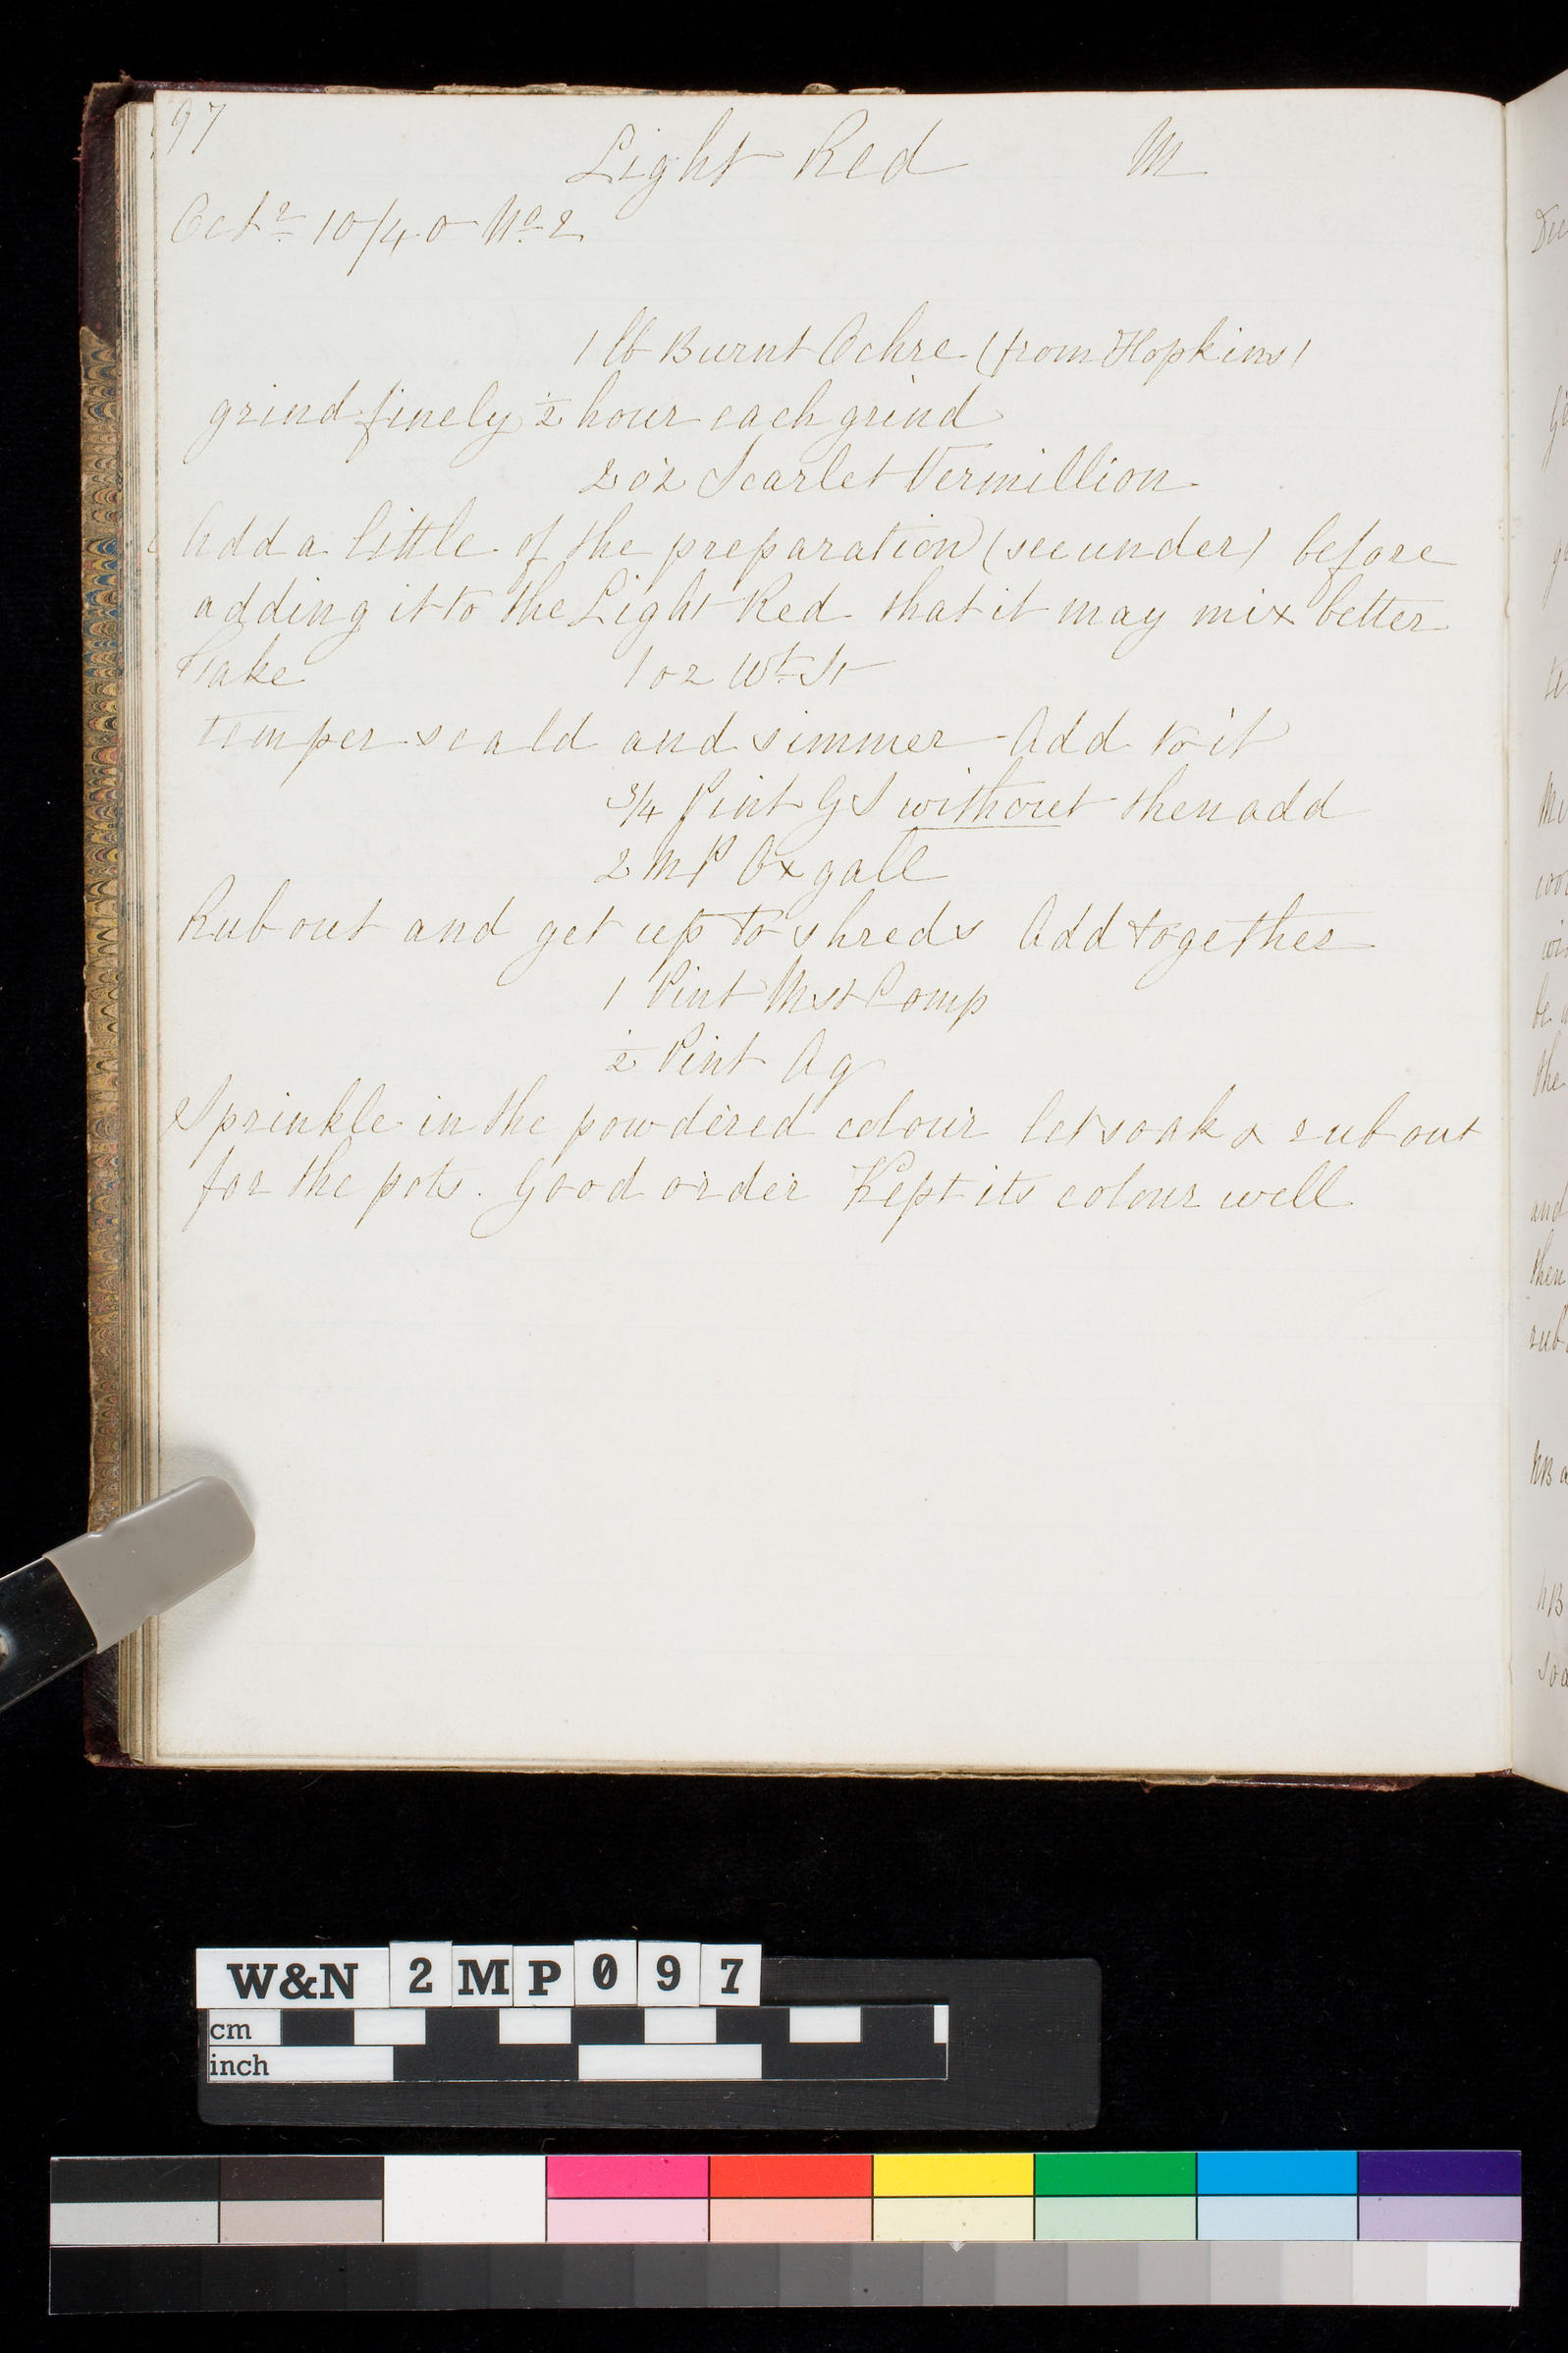 97
Light Red M
Octr 10/40 No 2
1 lb Burnt Ochre (from Hopkins)
grind finely 1/2 hour each grind
2 oz Scarlet Vermillion
Add a little of the preparation (see under) before
adding it to the Light Red that it may mix better
Take 1 oz Wt St
temper scald and simmer Add to it
3/4 Pint GS without then add
2 MP Ox gall
Rub out and get up to shreds Add together
1 Pint Mst Comp
1/2 Pint Ag
Sprinkle in the powdered colour let soak & rub out
for the pots. Good order Kept its colour well
W&N 2MP097
cm
inch